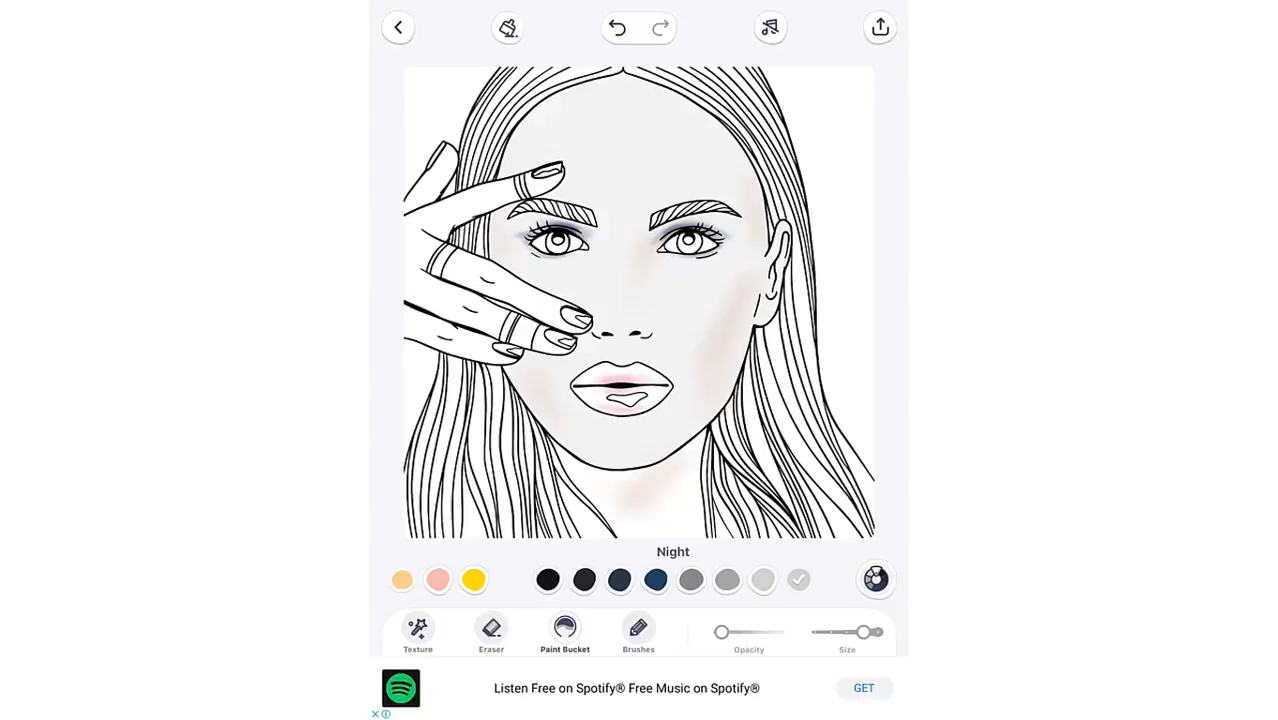 Night
Texture
Eraser
Paint Bucket
Brushes
Opacity
Size
Listen Free on Spotify® Free Music on Spotify®
GET